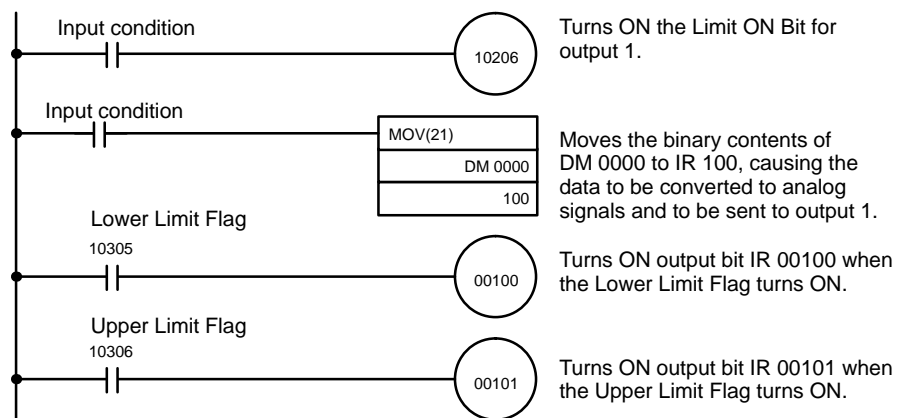 Input condition
10206
Turns ON the Limit ON Bit for
output 1.
Input condition
MOV(21)
DM 0000
100
Moves the binary contents of
DM 0000 to IR 100, causing the
data to be converted to analog
signals and to be sent to output 1.
Lower Limit Flag
10305
00100
Turns ON output bit IR 00100 when
the Lower Limit Flag turns ON.
Upper Limit Flag
10306
00101
Turns ON output bit IR 00101 when
the Upper Limit Flag turns ON.